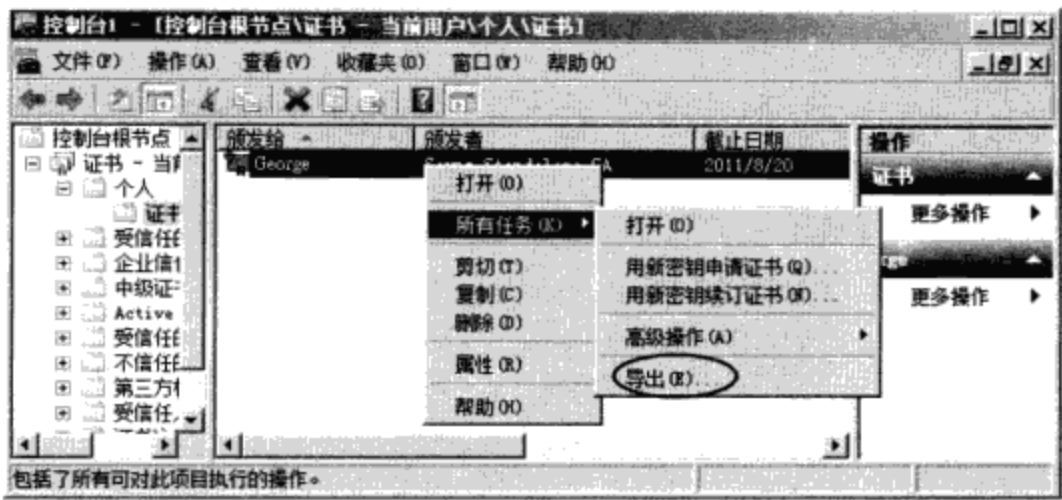 控制台1 - [控制台根节点\证书 - 当前用户\个人\证书]
文件(F) 操作(A) 查看(V) 收藏夹(O) 窗口(W) 帮助(H)
控制台根节点
证书 - 当前
个人
证书
受信任的
企业信任
中级证书
Active
受信任的
不信任的
第三方根
受信任
颁发给 颁发者 截止日期
George 2011/8/20
打开(O)
所有任务(K)
剪切(T)
复制(C)
删除(D)
属性(R)
帮助(H)
打开(O)
用新密钥申请证书(Q)...
用新密钥续订证书(W)...
高级操作(A)
导出(E)...
操作
证书
更多操作
更多操作
包括了所有可对此项目执行的操作。